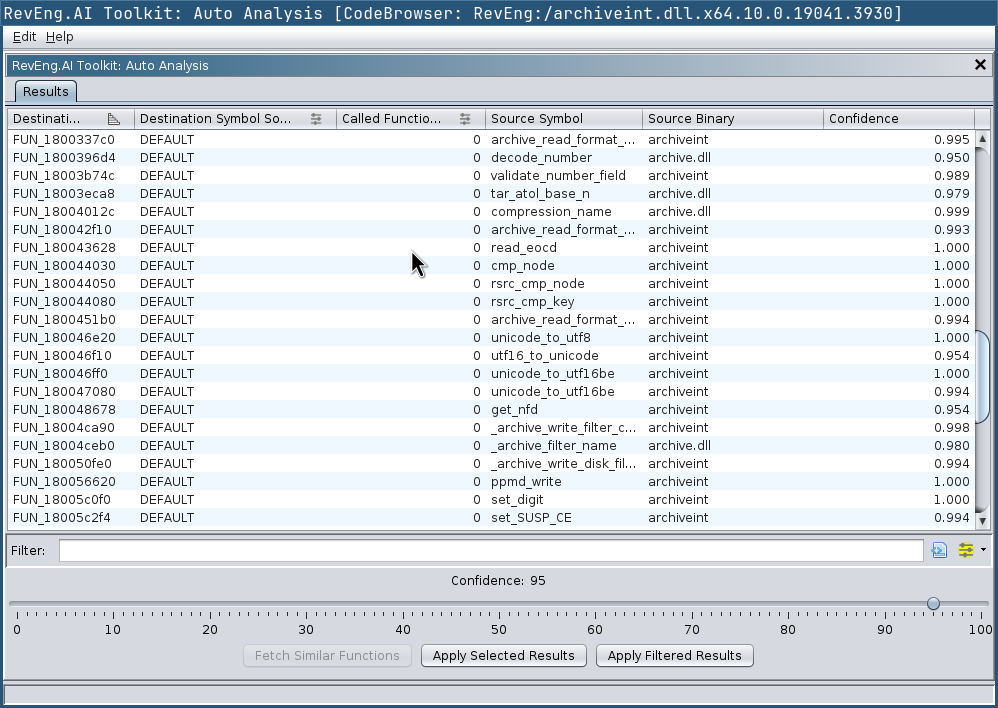 RevEng.AI Toolkit: Auto Analysis [CodeBrowser: RevEng:/archiveint.dll.x64.10.0.19041.3930]
Edit Help
RevEng.AI Toolkit: Auto Analysis
Results
Destinati... Destination Symbol So... Called Functio... Source Symbol Source Binary Confidence
FUN_1800337c0 DEFAULT 0 archive_read_format_... archiveint 0.995
FUN_1800396d4 DEFAULT 0 decode_number archive.dll 0.950
FUN_18003b74c DEFAULT 0 validate_number_field archiveint 0.989
FUN_18003eca8 DEFAULT 0 tar_atol_base_n archive.dll 0.979
FUN_18004012c DEFAULT 0 compression_name archive.dll 0.999
FUN_180042f10 DEFAULT 0 archive_read_format_... archiveint 0.993
FUN_180043628 DEFAULT 0 read_eocd archiveint 1.000
FUN_180044030 DEFAULT 0 cmp_node archiveint 1.000
FUN_180044050 DEFAULT 0 rsrc_cmp_node archiveint 1.000
FUN_180044080 DEFAULT 0 rsrc_cmp_key archiveint 1.000
FUN_1800451b0 DEFAULT 0 archive_read_format_... archiveint 0.994
FUN_180046e20 DEFAULT 0 unicode_to_utf8 archiveint 1.000
FUN_180046f10 DEFAULT 0 utf16_to_unicode archiveint 0.954
FUN_180046ff0 DEFAULT 0 unicode_to_utf16be archiveint 1.000
FUN_180047080 DEFAULT 0 unicode_to_utf16be archiveint 0.994
FUN_180048678 DEFAULT 0 get_nfd archiveint 0.954
FUN_18004ca90 DEFAULT 0 _archive_write_filter_c... archiveint 0.998
FUN_18004ceb0 DEFAULT 0 _archive_filter_name archive.dll 0.980
FUN_180050fe0 DEFAULT 0 _archive_write_disk_fil... archiveint 0.994
FUN_180056620 DEFAULT 0 ppmd_write archiveint 1.000
FUN_18005c0f0 DEFAULT 0 set_digit archiveint 1.000
FUN_18005c2f4 DEFAULT 0 set_SUSP_CE archiveint 0.994
Filter:
Confidence: 95
0 10 20 30 40 50 60 70 80 90 100
Fetch Similar Functions Apply Selected Results Apply Filtered Results